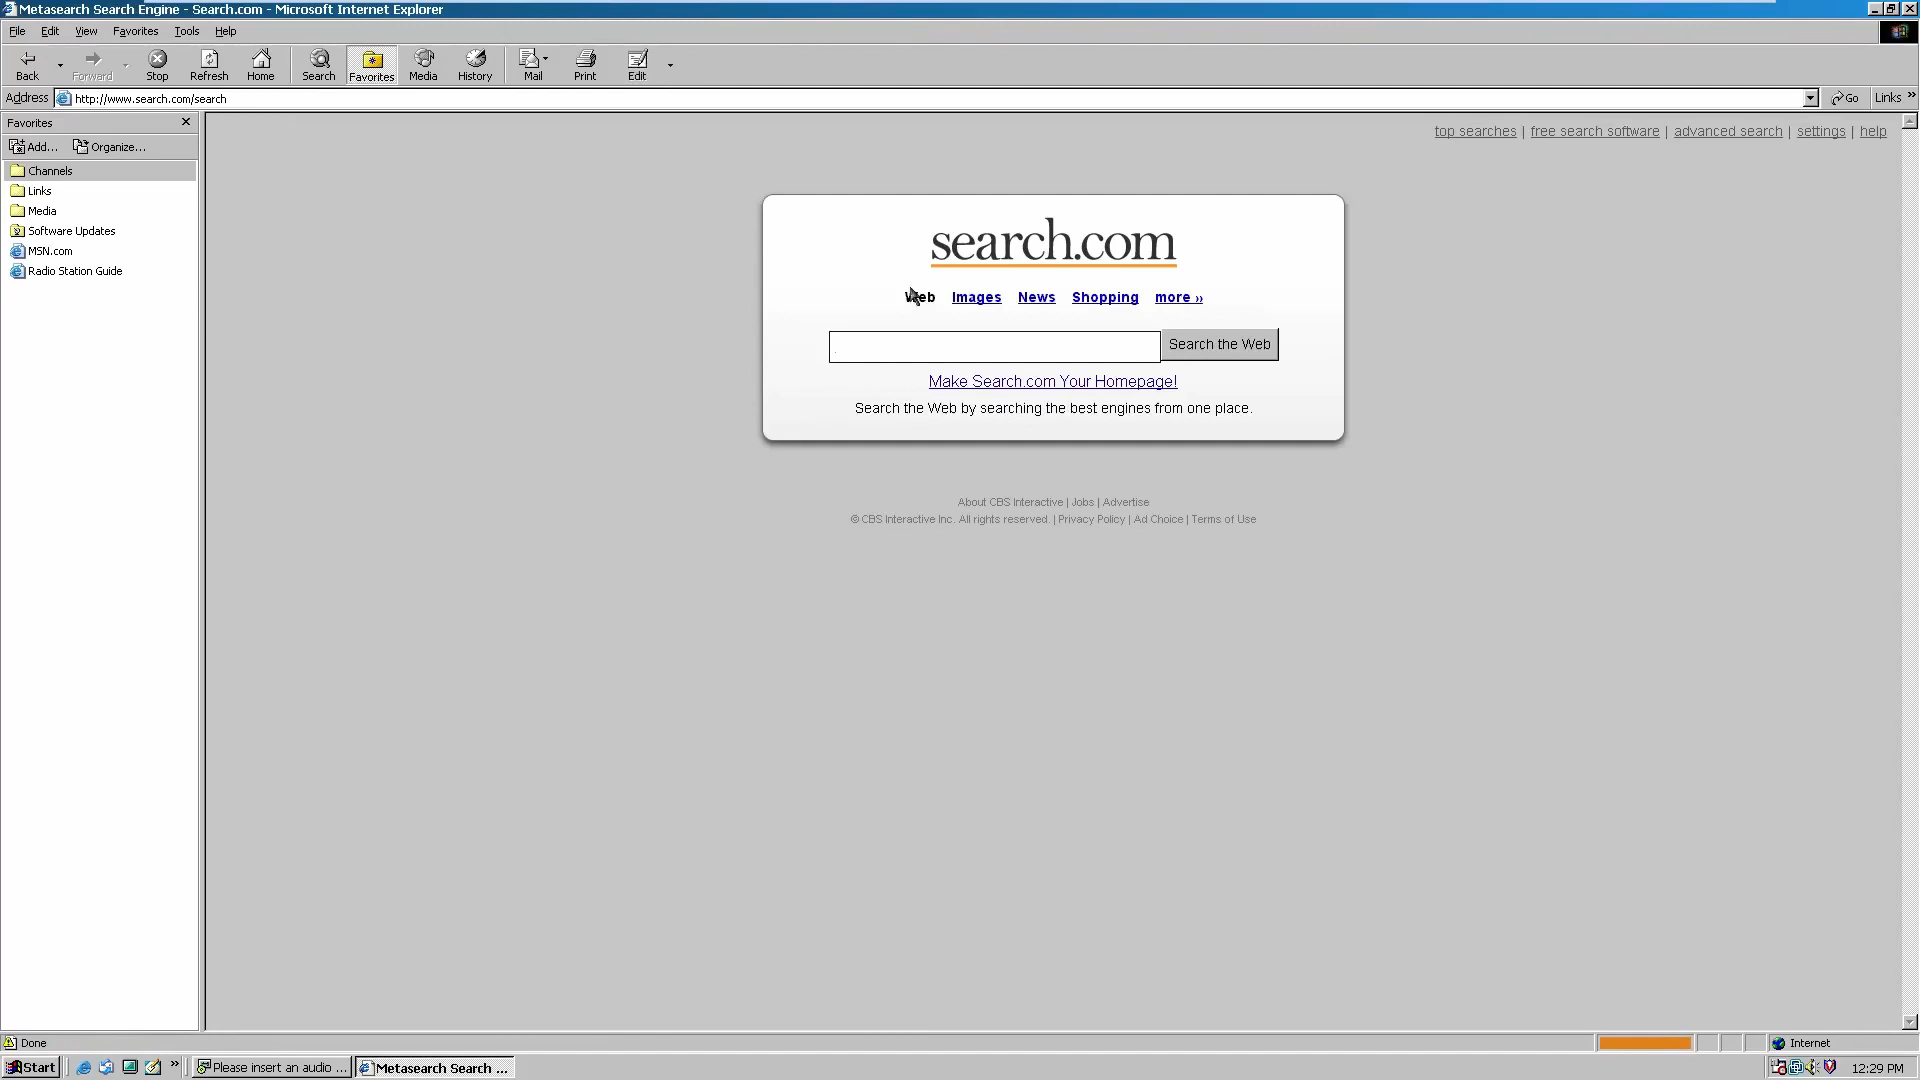 Metasearch Search Engine - Search.com - Microsoft Internet Explorer
File Edit View Favorites Tools Help
Back Forward Stop Refresh Home Search Favorites Media History Mail Print Edit
Address http://www.search.com/search Go Links »
Favorites
Add... Organize...
Channels
Links
Media
Software Updates
MSN.com
Radio Station Guide
top searches | free search software | advanced search | settings | help
search.com
Web Images News Shopping more ››
Search the Web
Make Search.com Your Homepage!
Search the Web by searching the best engines from one place.
About CBS Interactive | Jobs | Advertise
© CBS Interactive Inc. All rights reserved. | Privacy Policy | Ad Choice | Terms of Use
Done Internet
Start » Please insert an audio ... Metasearch Search ... 12:29 PM